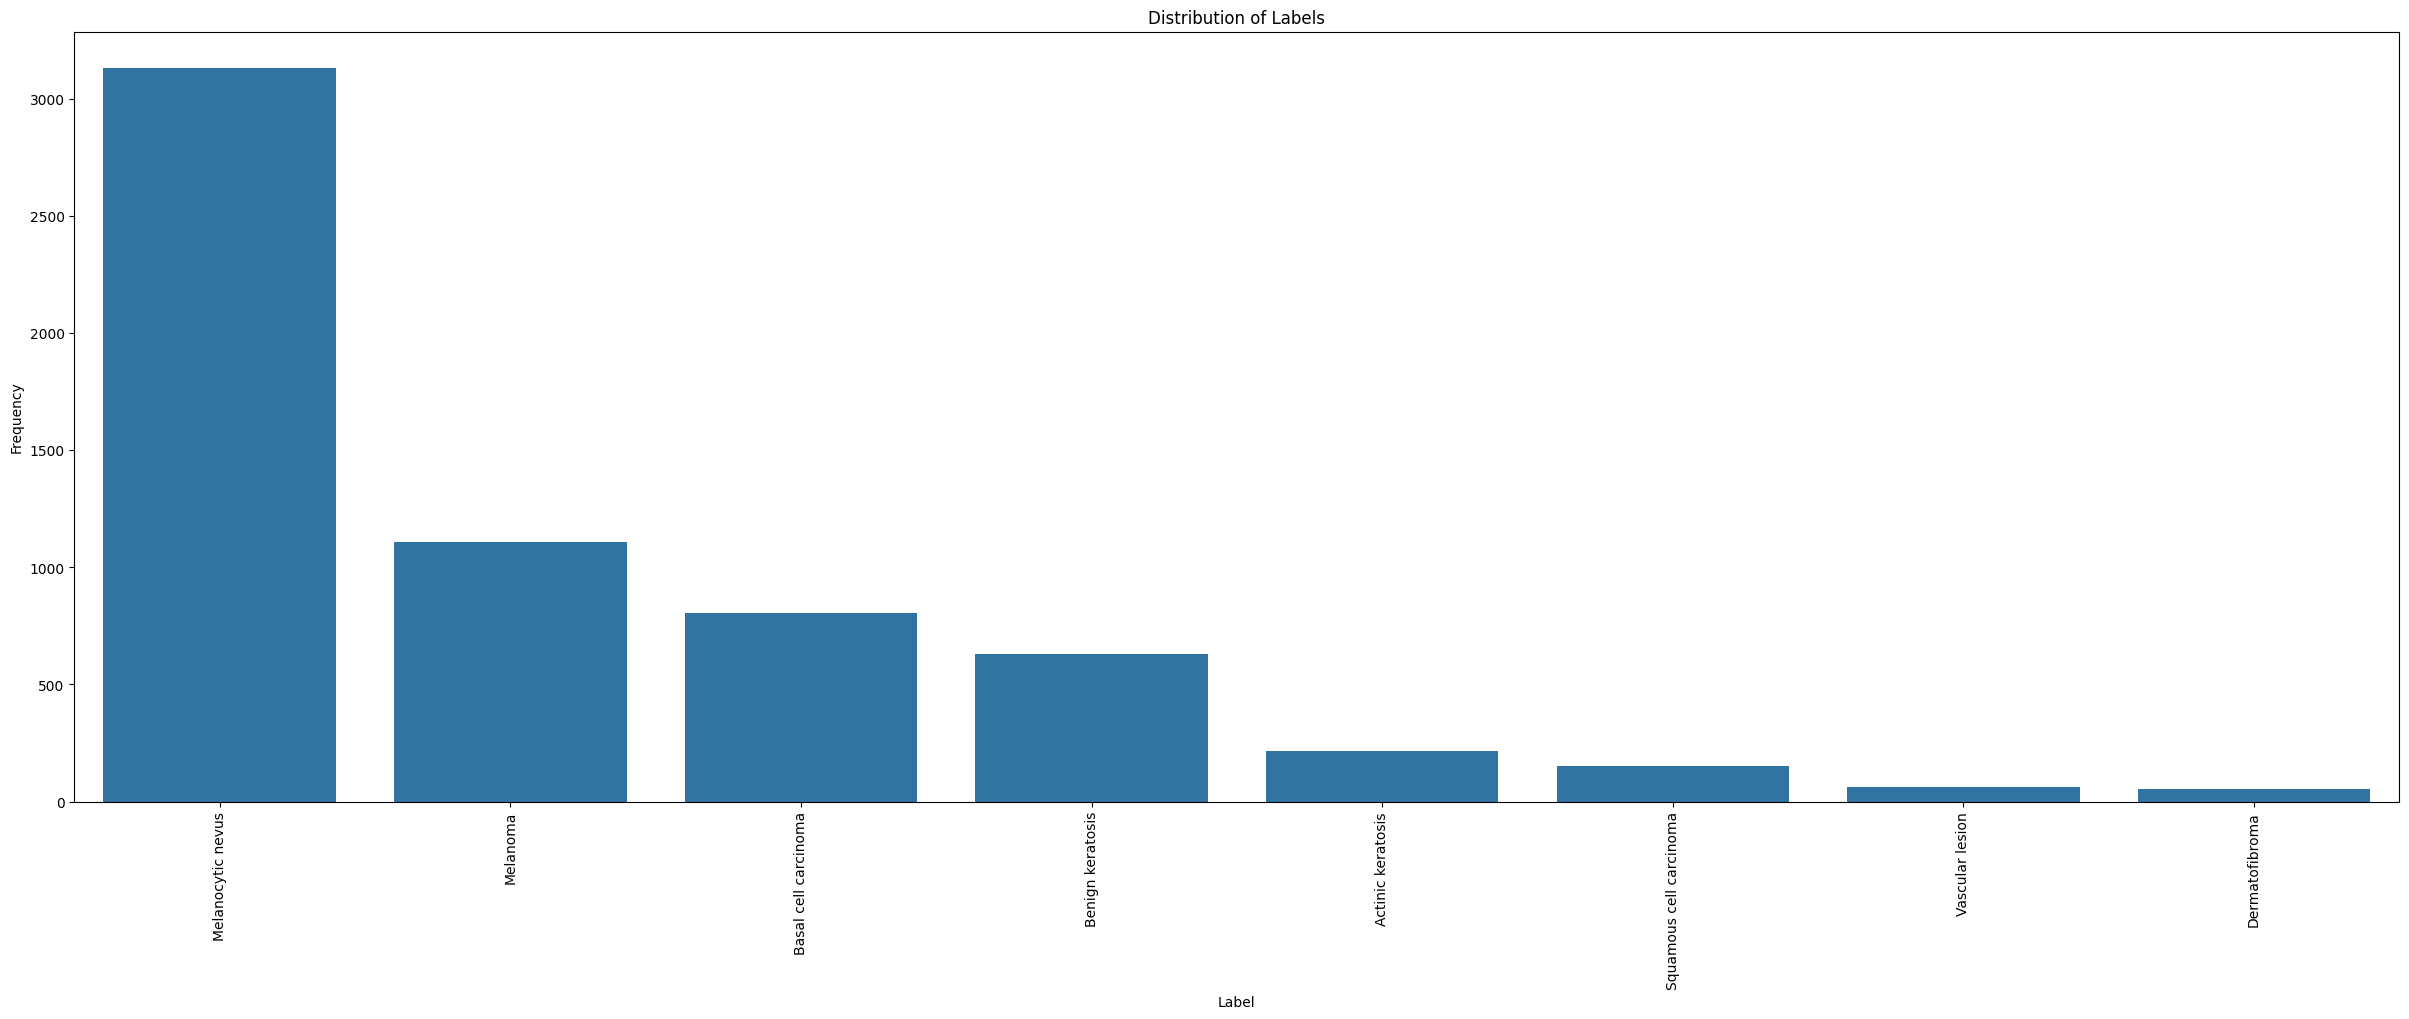 Distribution of Labels
Frequency
3000
2500
2000
1500
1000
500
0
Melanocytic nevus
Melanoma
Basal cell carcinoma
Benign keratosis
Actinic keratosis
Squamous cell carcinoma
Vascular lesion
Dermatofibroma
Label